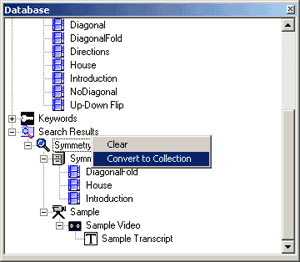 Database
Diagonal
DiagonalFold
Directions
House
Introduction
NoDiagonal
Up-Down Flip
Keywords
Search Results
Symmetry
Clear
Convert to Collection
Symn
DiagonalFold
House
Introduction
Sample
Sample Video
Sample Transcript